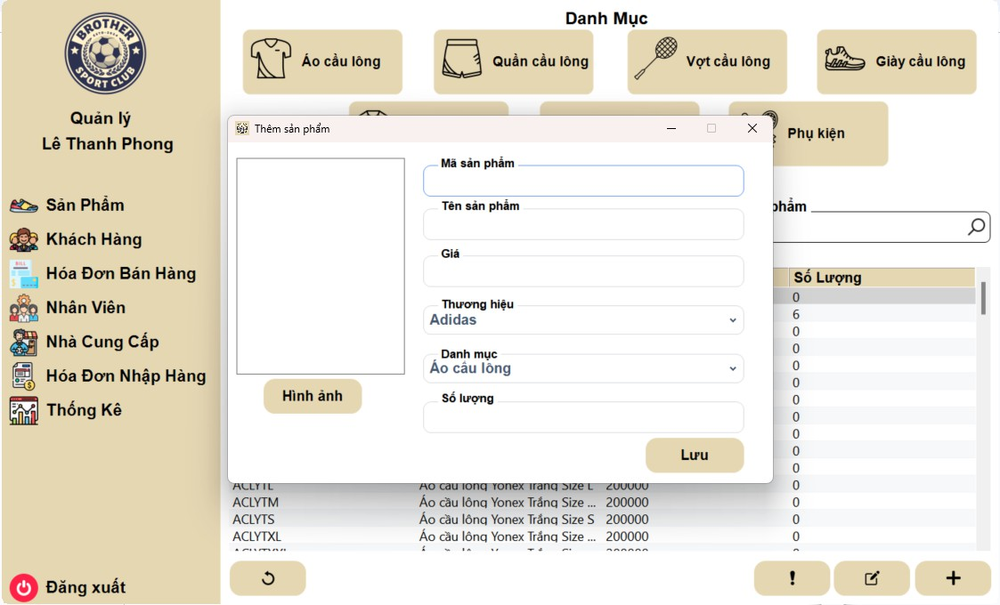 BROTHER
SPORT CLUB
Quản lý
Lê Thanh Phong
Sản Phẩm
Khách Hàng
Hóa Đơn Bán Hàng
Nhân Viên
Nhà Cung Cấp
Hóa Đơn Nhập Hàng
Thống Kê
Đăng xuất
Danh Mục
Áo cầu lông
Quần cầu lông
Vợt cầu lông
Giày cầu lông
Phụ kiện
phẩm
Thêm sản phẩm
Mã sản phẩm
Tên sản phẩm
Giá
Thương hiệu
Adidas
Danh mục
Áo cầu lông
Số lượng
Hình ảnh
Lưu
Số Lượng
0
6
0
0
0
0
0
0
0
0
0
ACLYTL Áo cầu lông Yonex Trắng Size L 200000 0
ACLYTM Áo cầu lông Yonex Trắng Size ... 200000 0
ACLYTS Áo cầu lông Yonex Trắng Size S 200000 0
ACLYTXL Áo cầu lông Yonex Trắng Size ... 200000 0